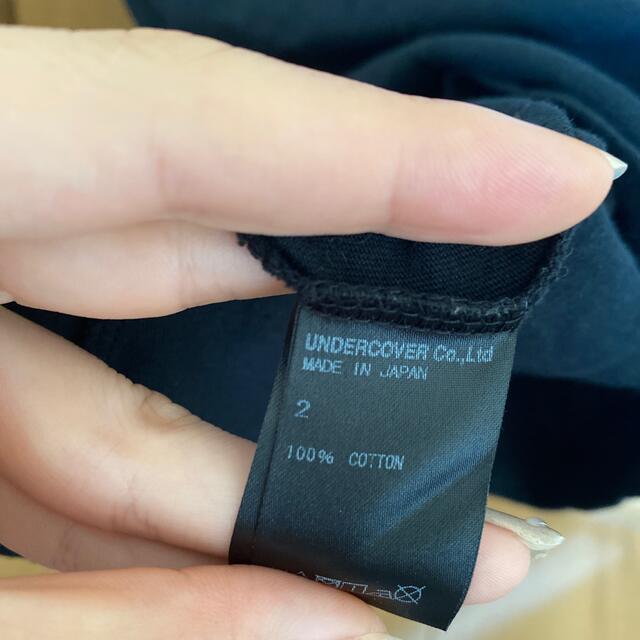 UNDERCOVER Co.,Ltd
MADE IN JAPAN
2
100% COTTON